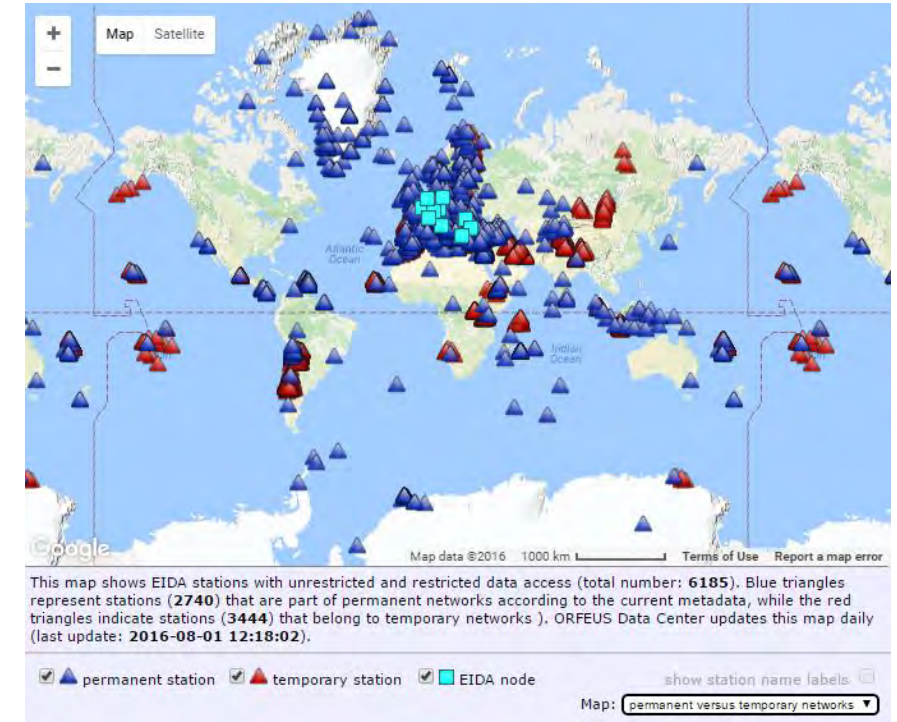 +
Map Satellite
−
Atlantic
Ocean
Indian
Ocean
Google
Map data ©2016 1000 km Terms of Use Report a map error
This map shows EIDA stations with unrestricted and restricted data access (total number: 6185). Blue triangles
represent stations (2740) that are part of permanent networks according to the current metadata, while the red
triangles indicate stations (3444) that belong to temporary networks ). ORFEUS Data Center updates this map daily
(last update: 2016-08-01 12:18:02).
permanent station temporary station EIDA node show station name labels
Map: permanent versus temporary networks